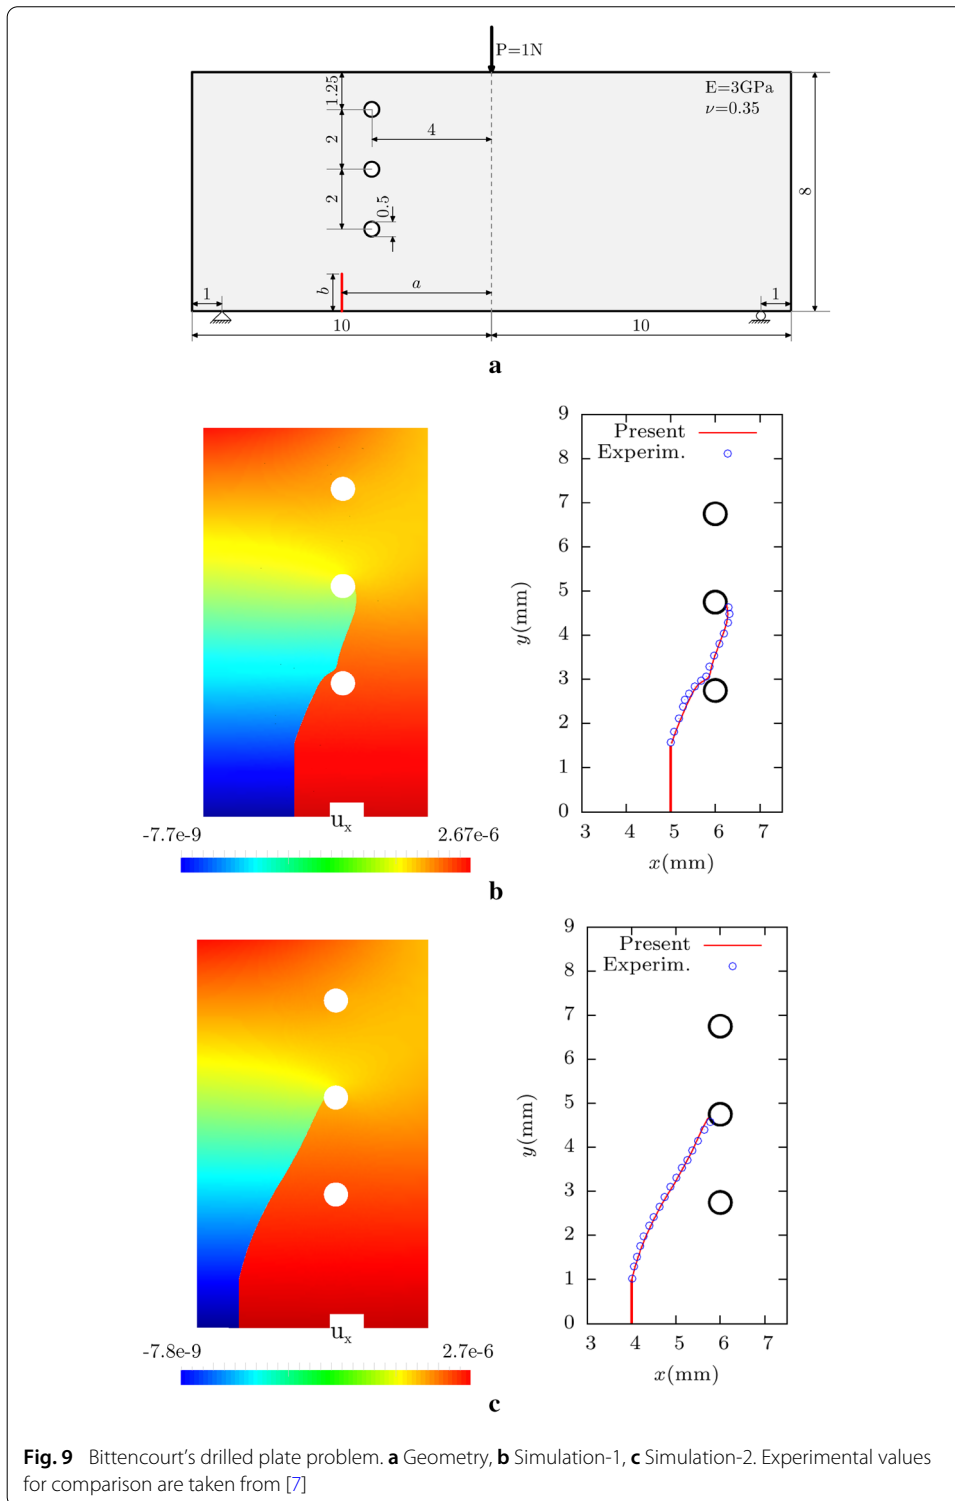 P=1N
E=3GPa
ν=0.35
1.25
2
4
2
0.5
8
b
a
1
1
10
10
a
9
8
7
6
5
4
3
2
1
0
y(mm)
Present
Experim.
3 4 5 6 7
x(mm)
u_x
-7.7e-9
2.67e-6
b
9
8
7
6
5
4
3
2
1
0
y(mm)
Present
Experim.
3 4 5 6 7
x(mm)
u_x
-7.8e-9
2.7e-6
c
Fig. 9 Bittencourt's drilled plate problem. a Geometry, b Simulation-1, c Simulation-2. Experimental values
for comparison are taken from [7]